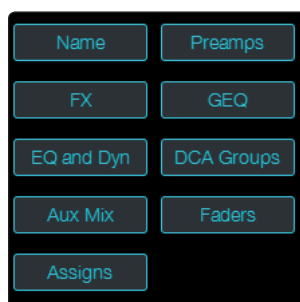 Name Preamps
FX GEQ
EQ and Dyn DCA Groups
Aux Mix Faders
Assigns